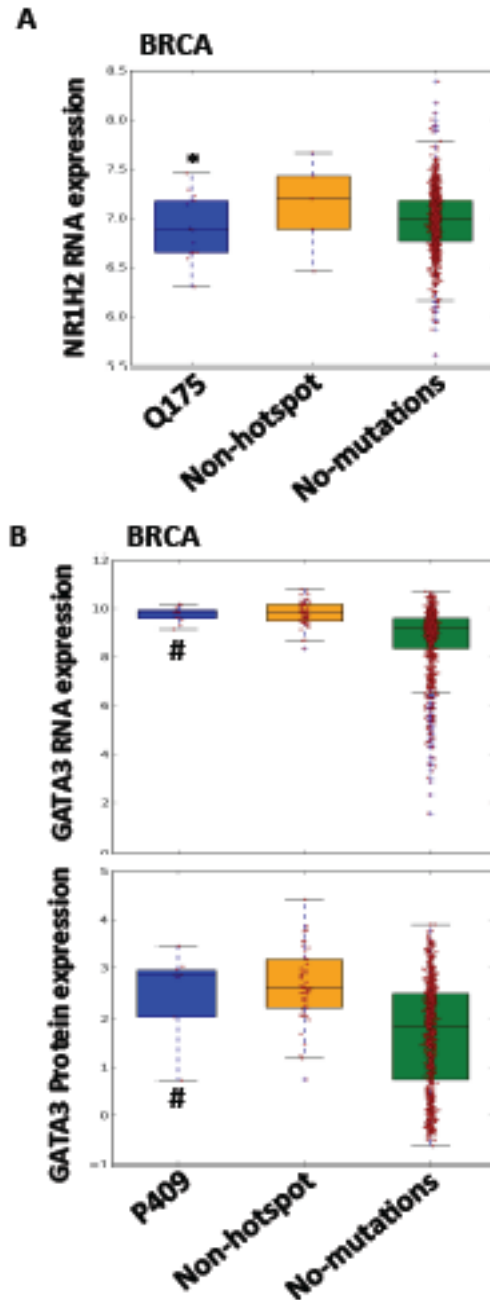 A
BRCA
NR1H2 RNA expression
8.5
8.0
7.5
7.0
6.5
6.0
5.5
*
Q175
Non-hotspot
No-mutations
B
BRCA
GATA3 RNA expression
12
10
8
6
4
2
0
#
GATA3 Protein expression
5
4
3
2
1
0
−1
#
P409
Non-hotspot
No-mutations